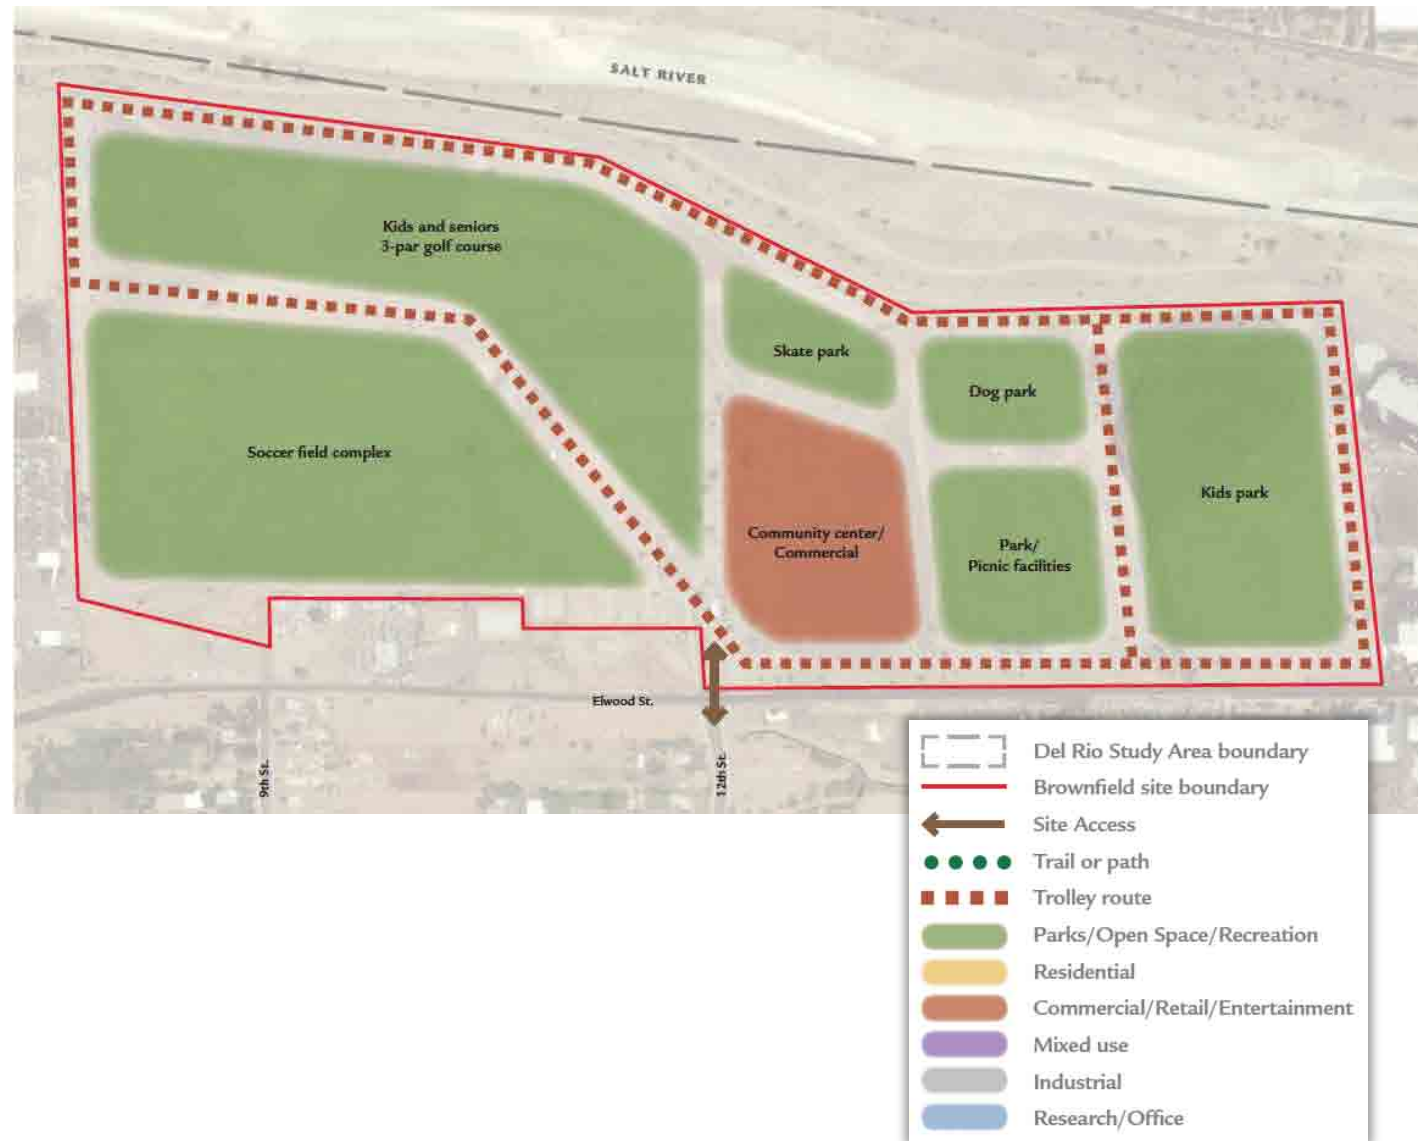 SALT RIVER
Kids and seniors
3-par golf course
Skate park
Dog park
Soccer field complex
Kids park
Community center/
Commercial
Park/
Picnic facilities
Elwood St.
9th St.
12th St.
Del Rio Study Area boundary
Brownfield site boundary
Site Access
Trail or path
Trolley route
Parks/Open Space/Recreation
Residential
Commercial/Retail/Entertainment
Mixed use
Industrial
Research/Office